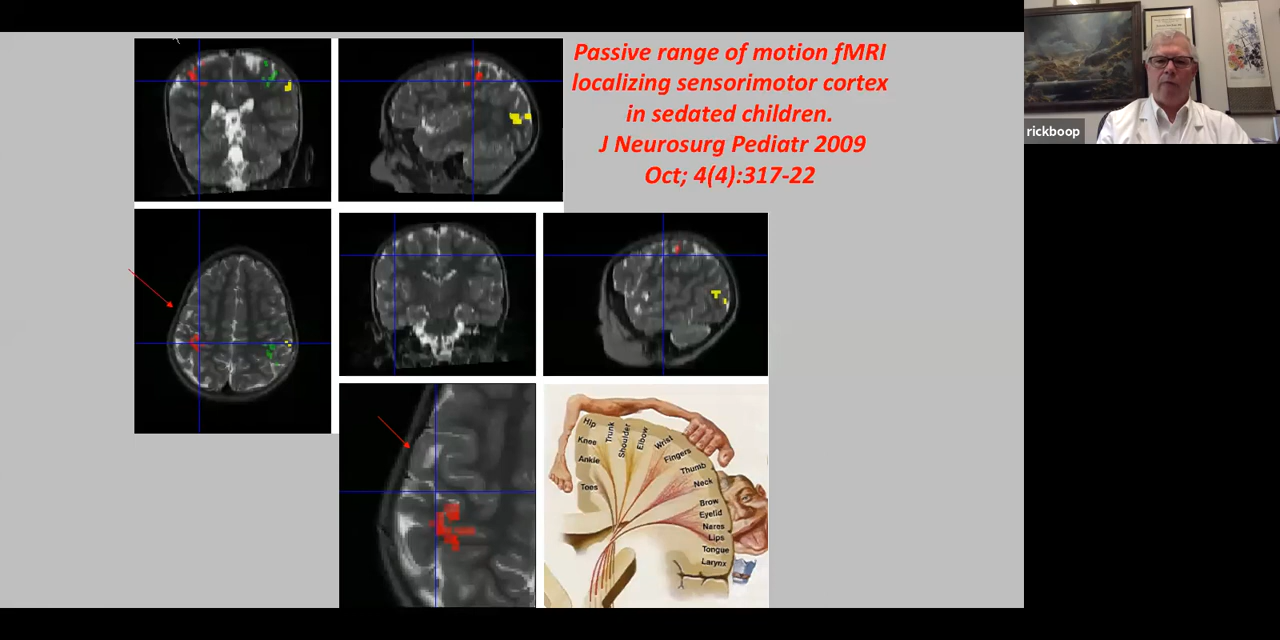 Passive range of motion fMRI
localizing sensorimotor cortex
in sedated children.
J Neurosurg Pediatr 2009
Oct; 4(4):317-22
rickboop
Hip
Trunk
Shoulder
Elbow
Wrist
Fingers
Thumb
Neck
Brow
Eyelid
Nares
Lips
Tongue
Larynx
Knee
Ankle
Toes